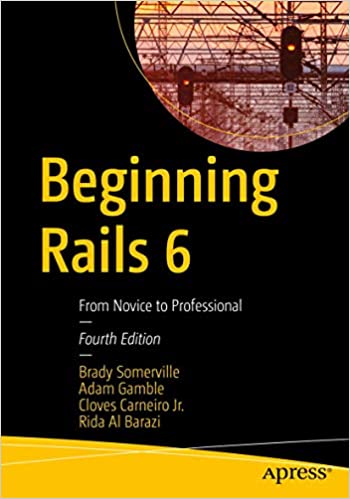 Beginning
Rails 6
From Novice to Professional
—
Fourth Edition
—
Brady Somerville
Adam Gamble
Cloves Carneiro Jr.
Rida Al Barazi
Apress®